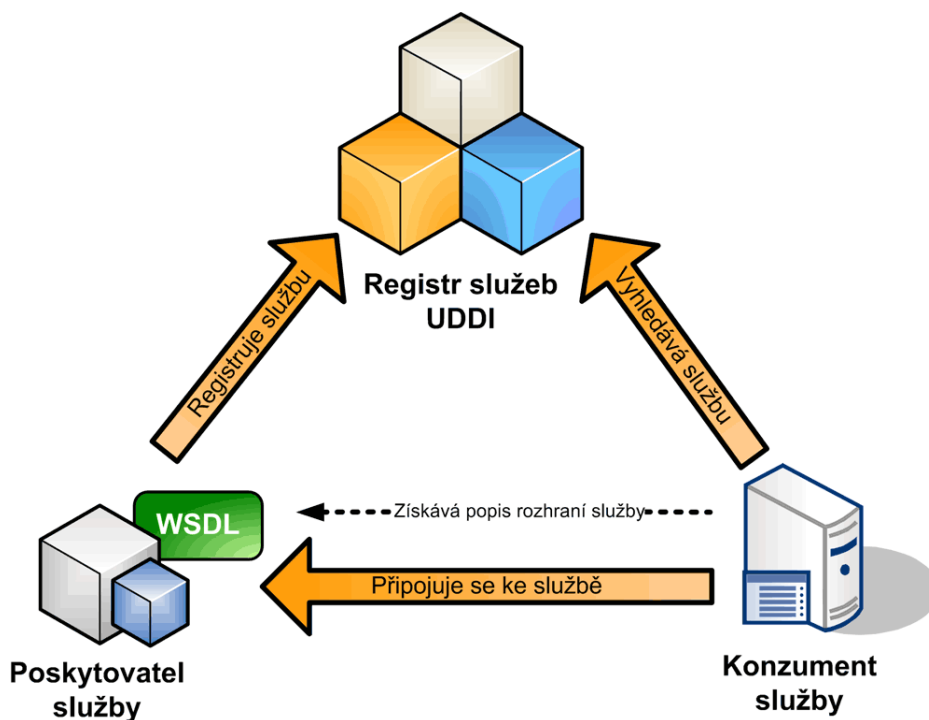 Registr služeb
UDDI
Registruje službu
Vyhledává službu
WSDL
Získává popis rozhraní služby
Připojuje se ke službě
Poskytovatel
služby
Konzument
služby